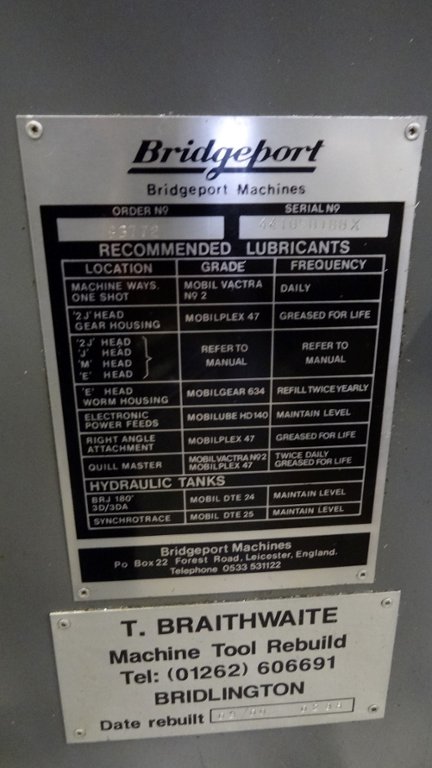 Bridgeport
Bridgeport Machines
ORDER Nº SERIAL Nº
RECOMMENDED LUBRICANTS
LOCATION GRADE FREQUENCY
MACHINE WAYS. MOBIL VACTRA DAILY
ONE SHOT Nº 2
'2J' HEAD MOBILPLEX 47 GREASED FOR LIFE
GEAR HOUSING
'2J' HEAD
'J' HEAD REFER TO REFER TO
'M' HEAD MANUAL MANUAL
'E' HEAD
'E' HEAD MOBILGEAR 634 REFILL TWICE YEARLY
WORM HOUSING
ELECTRONIC MOBILUBE HD140 MAINTAIN LEVEL
POWER FEEDS
RIGHT ANGLE MOBILPLEX 47 GREASED FOR LIFE
ATTACHMENT
QUILL MASTER MOBIL VACTRA Nº2 TWICE DAILY
MOBILPLEX 47 GREASED FOR LIFE
HYDRAULIC TANKS
BRJ 180' MOBIL DTE 24 MAINTAIN LEVEL
3D/3DA
SYNCHROTRACE MOBIL DTE 25 MAINTAIN LEVEL
Bridgeport Machines
Po Box 22 Forest Road, Leicester, England.
Telephone 0533 531122
T. BRAITHWAITE
Machine Tool Rebuild
Tel: (01262) 606691
BRIDLINGTON
Date rebuilt